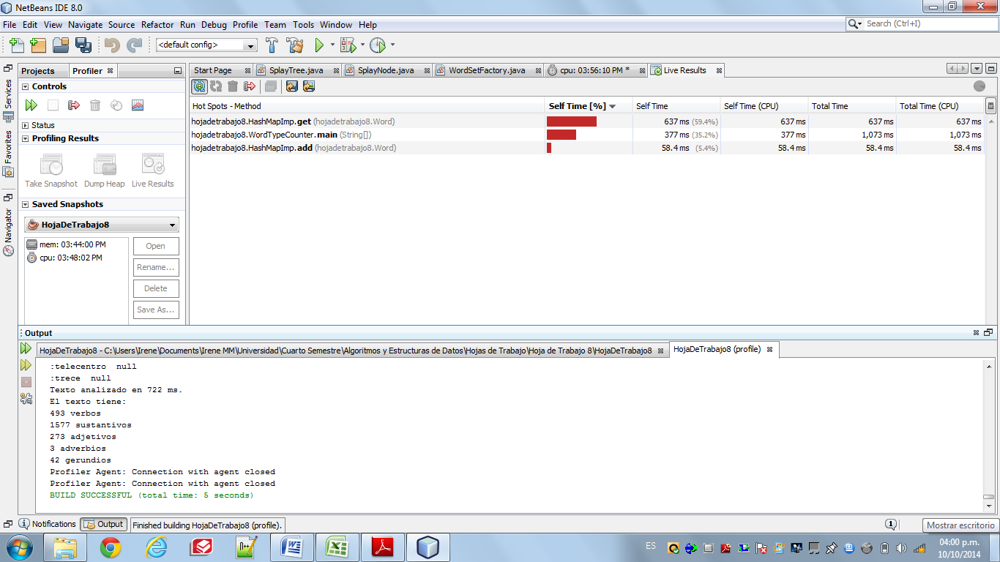 NetBeans IDE 8.0
File Edit View Navigate Source Refactor Run Debug Profile Team Tools Window Help
Search (Ctrl+I)
<default config>
Projects Profiler
Start Page SplayTree.java SplayNode.java WordSetFactory.java cpu: 03:56:10 PM * Live Results
Services
Favorites
Navigator
Controls
Status
Profiling Results
Take Snapshot Dump Heap Live Results
Saved Snapshots
HojaDeTrabajo8
mem: 03:44:00 PM
cpu: 03:48:02 PM
Open
Rename...
Delete
Save As...
Hot Spots - Method Self Time [%] Self Time Self Time (CPU) Total Time Total Time (CPU)
hojadetrabajo8.HashMapImp.get (hojadetrabajo8.Word) 637 ms (59.4%) 637 ms 637 ms 637 ms
hojadetrabajo8.WordTypeCounter.main (String[]) 377 ms (35.2%) 377 ms 1,073 ms 1,073 ms
hojadetrabajo8.HashMapImp.add (hojadetrabajo8.Word) 58.4 ms (5.4%) 58.4 ms 58.4 ms 58.4 ms
Output
HojaDeTrabajo8 - C:\Users\Irene\Documents\Irene MM\Universidad\Cuarto Semestre\Algoritmos y Estructuras de Datos\Hojas de Trabajo\Hoja de Trabajo 8\HojaDeTrabajo8 HojaDeTrabajo8 (profile)
:telecentro null
:trece null
Texto analizado en 722 ms.
El texto tiene:
493 verbos
1577 sustantivos
273 adjetivos
3 adverbios
42 gerundios
Profiler Agent: Connection with agent closed
Profiler Agent: Connection with agent closed
BUILD SUCCESSFUL (total time: 5 seconds)
Notifications Output Finished building HojaDeTrabajo8 (profile). 1
Mostrar escritorio
ES
04:00 p.m.
10/10/2014